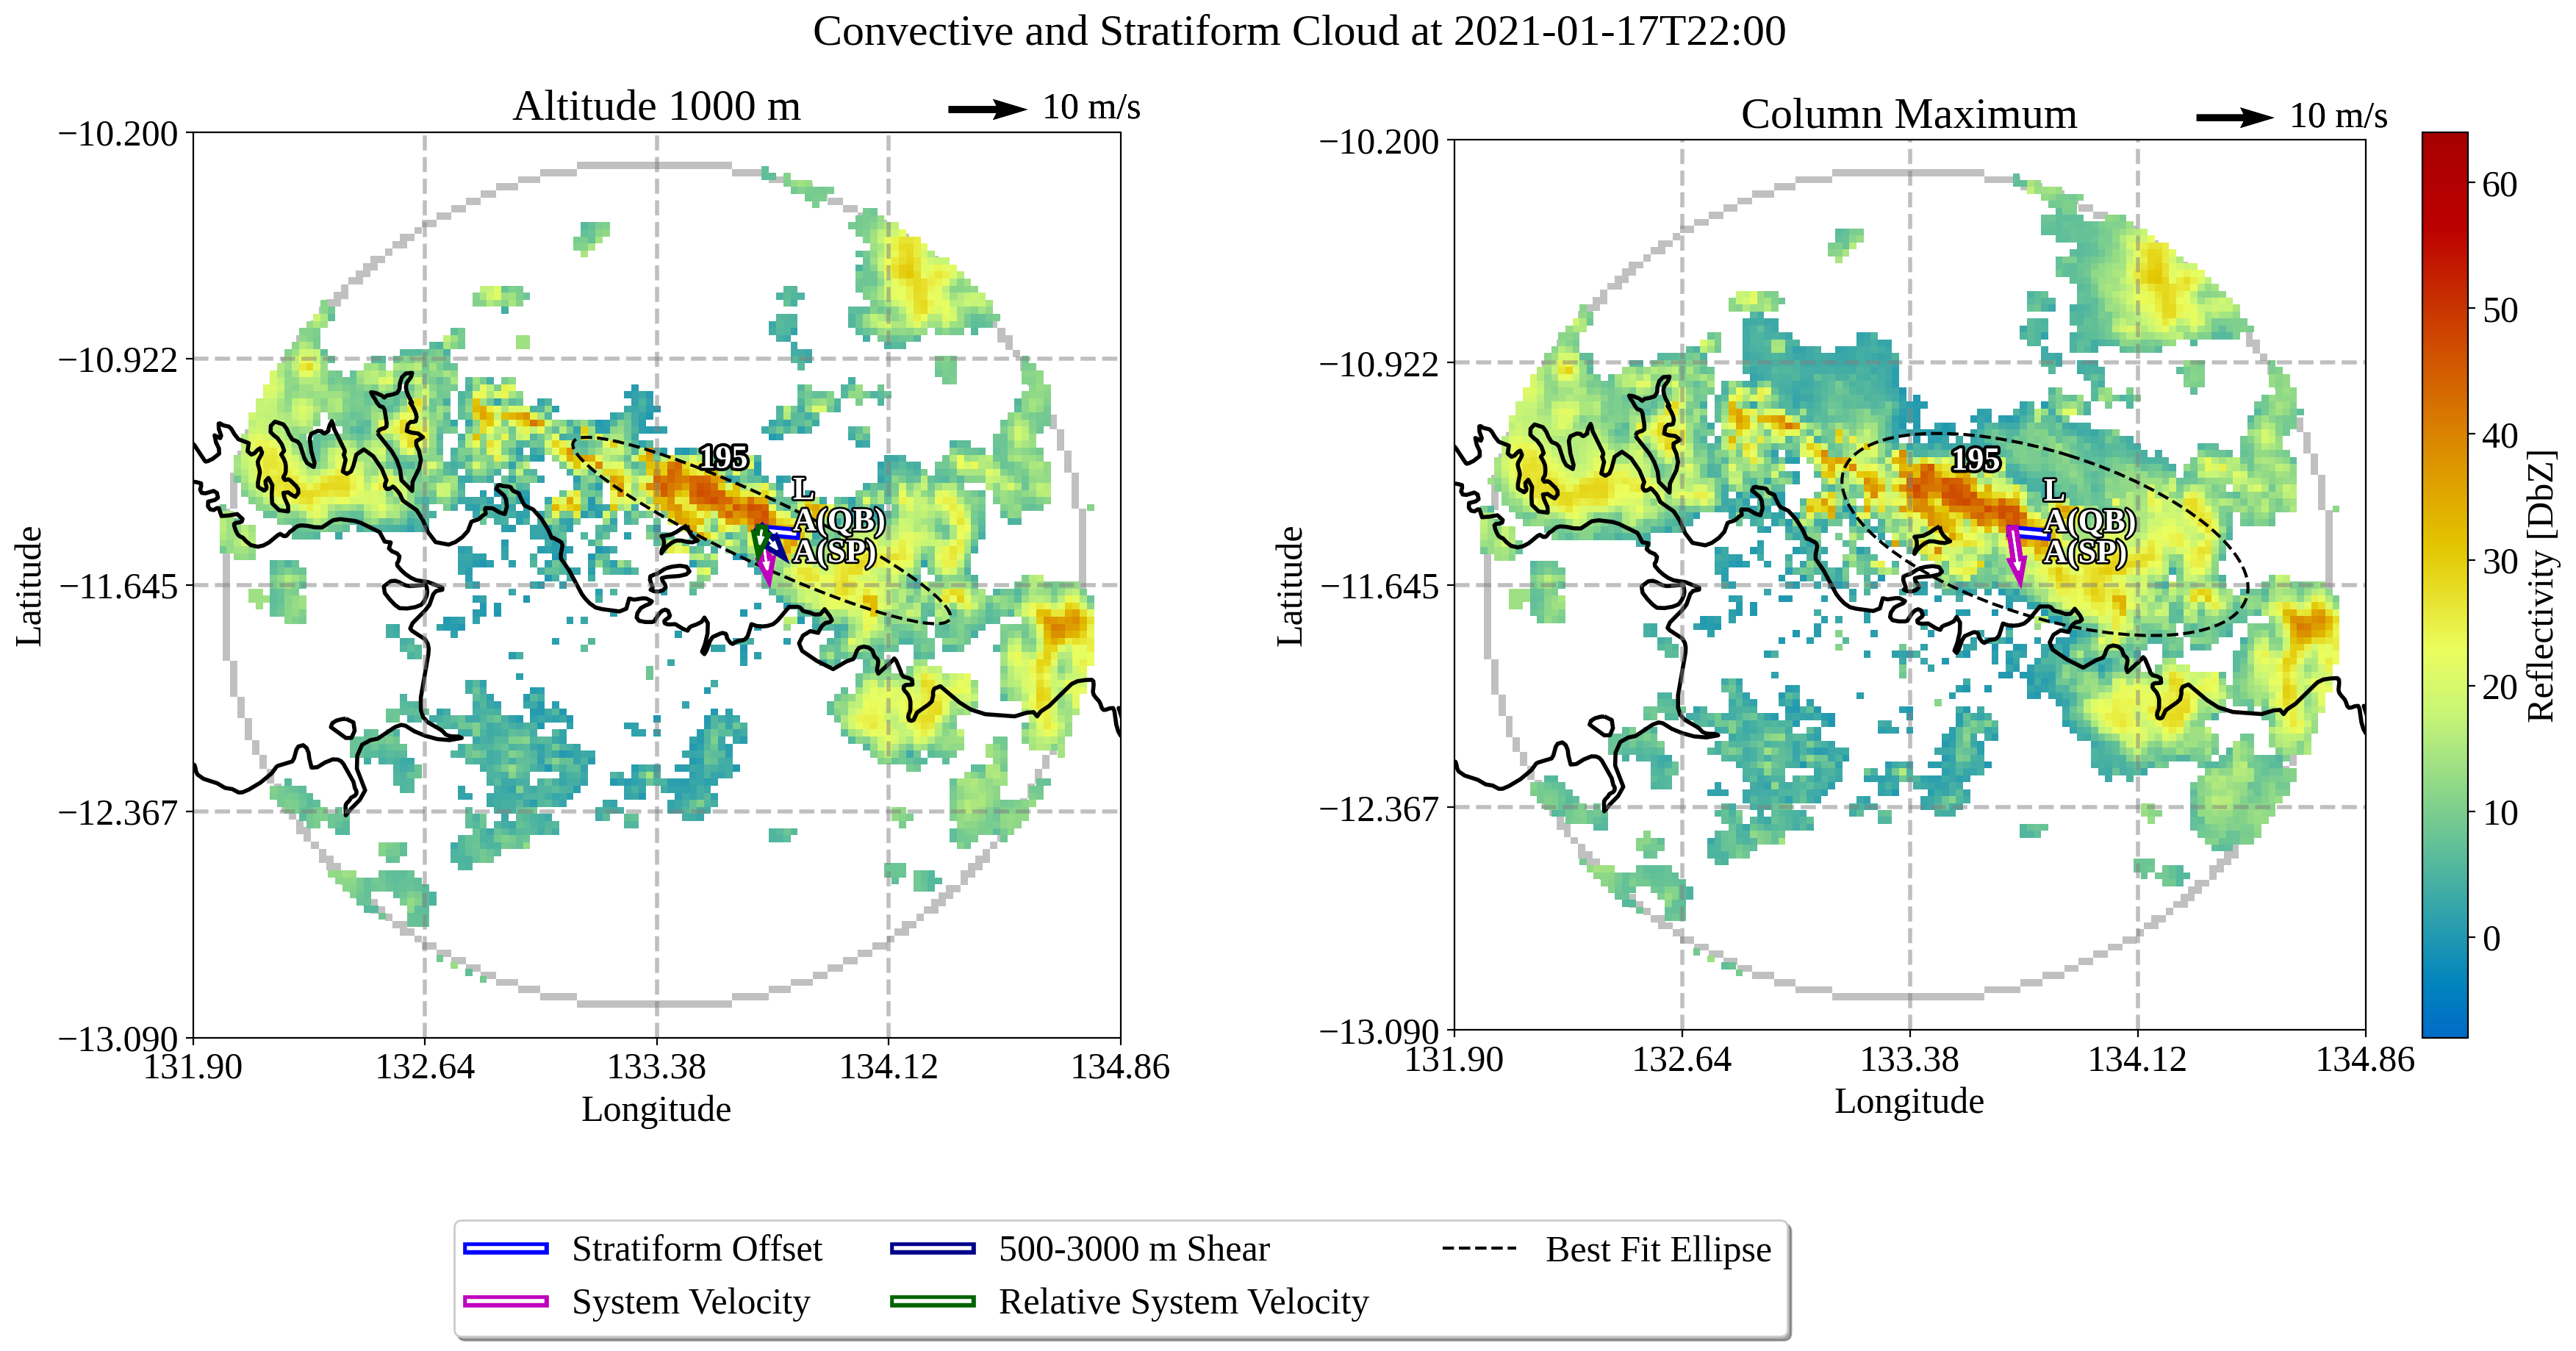 Convective and Stratiform Cloud at 2021-01-17T22:00
Altitude 1000 m
10 m/s
−10.200
−10.922
−11.645
−12.367
−13.090
Latitude
195
L
A(QB)
A(SP)
131.90
132.64
133.38
134.12
134.86
Longitude
Column Maximum
10 m/s
−10.200
−10.922
−11.645
−12.367
−13.090
Latitude
195
L
A(QB)
A(SP)
131.90
132.64
133.38
134.12
134.86
Longitude
60
50
40
30
20
10
0
Reflectivity [DbZ]
Stratiform Offset
System Velocity
500-3000 m Shear
Relative System Velocity
Best Fit Ellipse